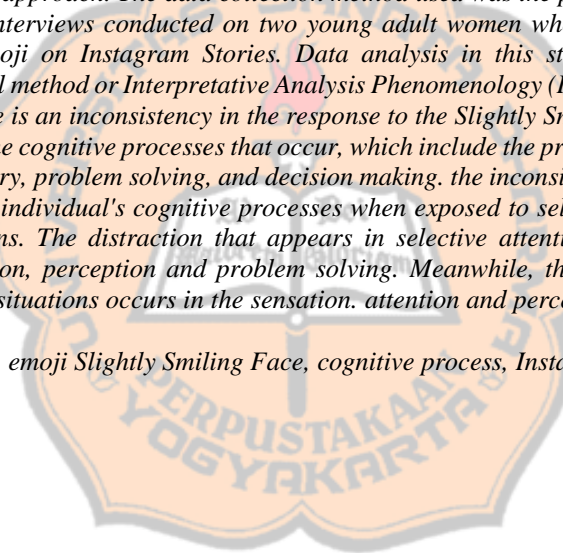 approach. The data collection method used was the p
nterviews conducted on two young adult women wh
oji on Instagram Stories. Data analysis in this st
l method or Interpretative Analysis Phenomenology (I
e is an inconsistency in the response to the Slightly Sm
e cognitive processes that occur, which include the pr
ry, problem solving, and decision making. the inconsi
individual's cognitive processes when exposed to sel
ns. The distraction that appears in selective attenti
on, perception and problem solving. Meanwhile, th
situations occurs in the sensation. attention and perce
emoji Slightly Smiling Face, cognitive process, Insta
PERPUSTAKAAN
YOGYAKARTA